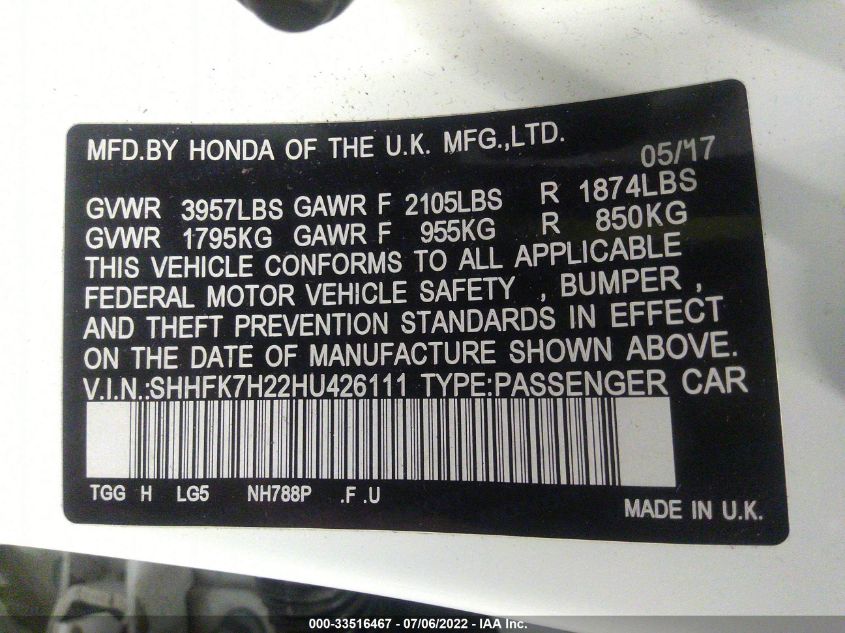 MFD.BY HONDA OF THE U.K. MFG.,LTD. 05/17
GVWR 3957LBS GAWR F 2105LBS R 1874LBS
GVWR 1795KG GAWR F 955KG R 850KG
THIS VEHICLE CONFORMS TO ALL APPLICABLE
FEDERAL MOTOR VEHICLE SAFETY , BUMPER ,
AND THEFT PREVENTION STANDARDS IN EFFECT
ON THE DATE OF MANUFACTURE SHOWN ABOVE.
V.I.N.:SHHFK7H22HU426111 TYPE:PASSENGER CAR
TGG H LG5 NH788P .F .U
MADE IN U.K.
000-33516467 - 07/06/2022 - IAA Inc.